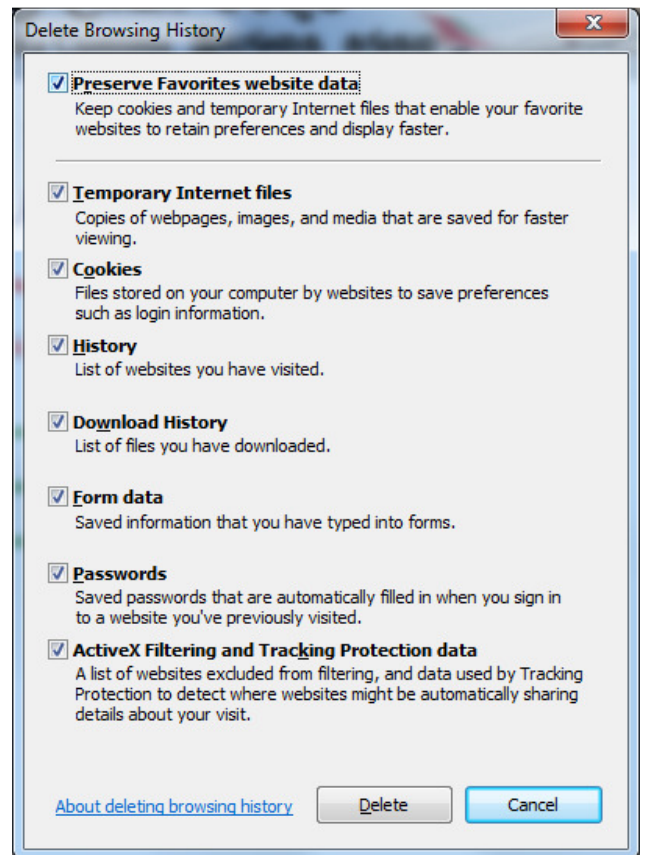 Delete Browsing History
Preserve Favorites website data
Keep cookies and temporary Internet files that enable your favorite
websites to retain preferences and display faster.
Temporary Internet files
Copies of webpages, images, and media that are saved for faster
viewing.
Cookies
Files stored on your computer by websites to save preferences
such as login information.
History
List of websites you have visited.
Download History
List of files you have downloaded.
Form data
Saved information that you have typed into forms.
Passwords
Saved passwords that are automatically filled in when you sign in
to a website you've previously visited.
ActiveX Filtering and Tracking Protection data
A list of websites excluded from filtering, and data used by Tracking
Protection to detect where websites might be automatically sharing
details about your visit.
About deleting browsing history Delete Cancel